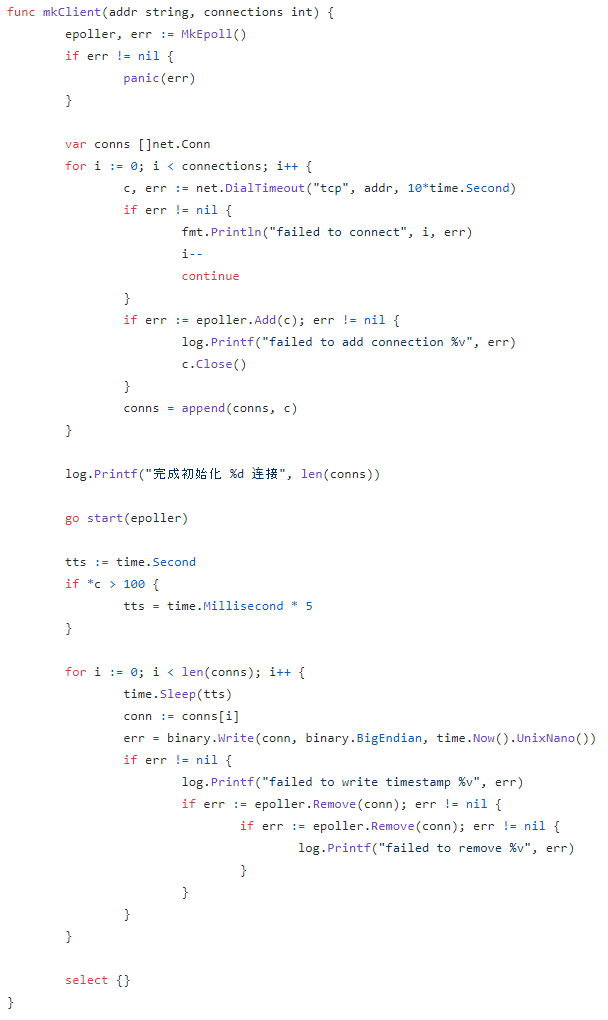 func mkClient(addr string, connections int) {
        epoller, err := MkEpoll()
        if err != nil {
                panic(err)
        }

        var conns []net.Conn
        for i := 0; i < connections; i++ {
                c, err := net.DialTimeout("tcp", addr, 10*time.Second)
                if err != nil {
                        fmt.Println("failed to connect", i, err)
                        i--
                        continue
                }
                if err := epoller.Add(c); err != nil {
                        log.Printf("failed to add connection %v", err)
                        c.Close()
                }
                conns = append(conns, c)
        }

        log.Printf("完成初始化 %d 连接", len(conns))

        go start(epoller)

        tts := time.Second
        if *c > 100 {
                tts = time.Millisecond * 5
        }

        for i := 0; i < len(conns); i++ {
                time.Sleep(tts)
                conn := conns[i]
                err = binary.Write(conn, binary.BigEndian, time.Now().UnixNano())
                if err != nil {
                        log.Printf("failed to write timestamp %v", err)
                        if err := epoller.Remove(conn); err != nil {
                                if err := epoller.Remove(conn); err != nil {
                                        log.Printf("failed to remove %v", err)
                                }
                        }
                }
        }

        select {}
}